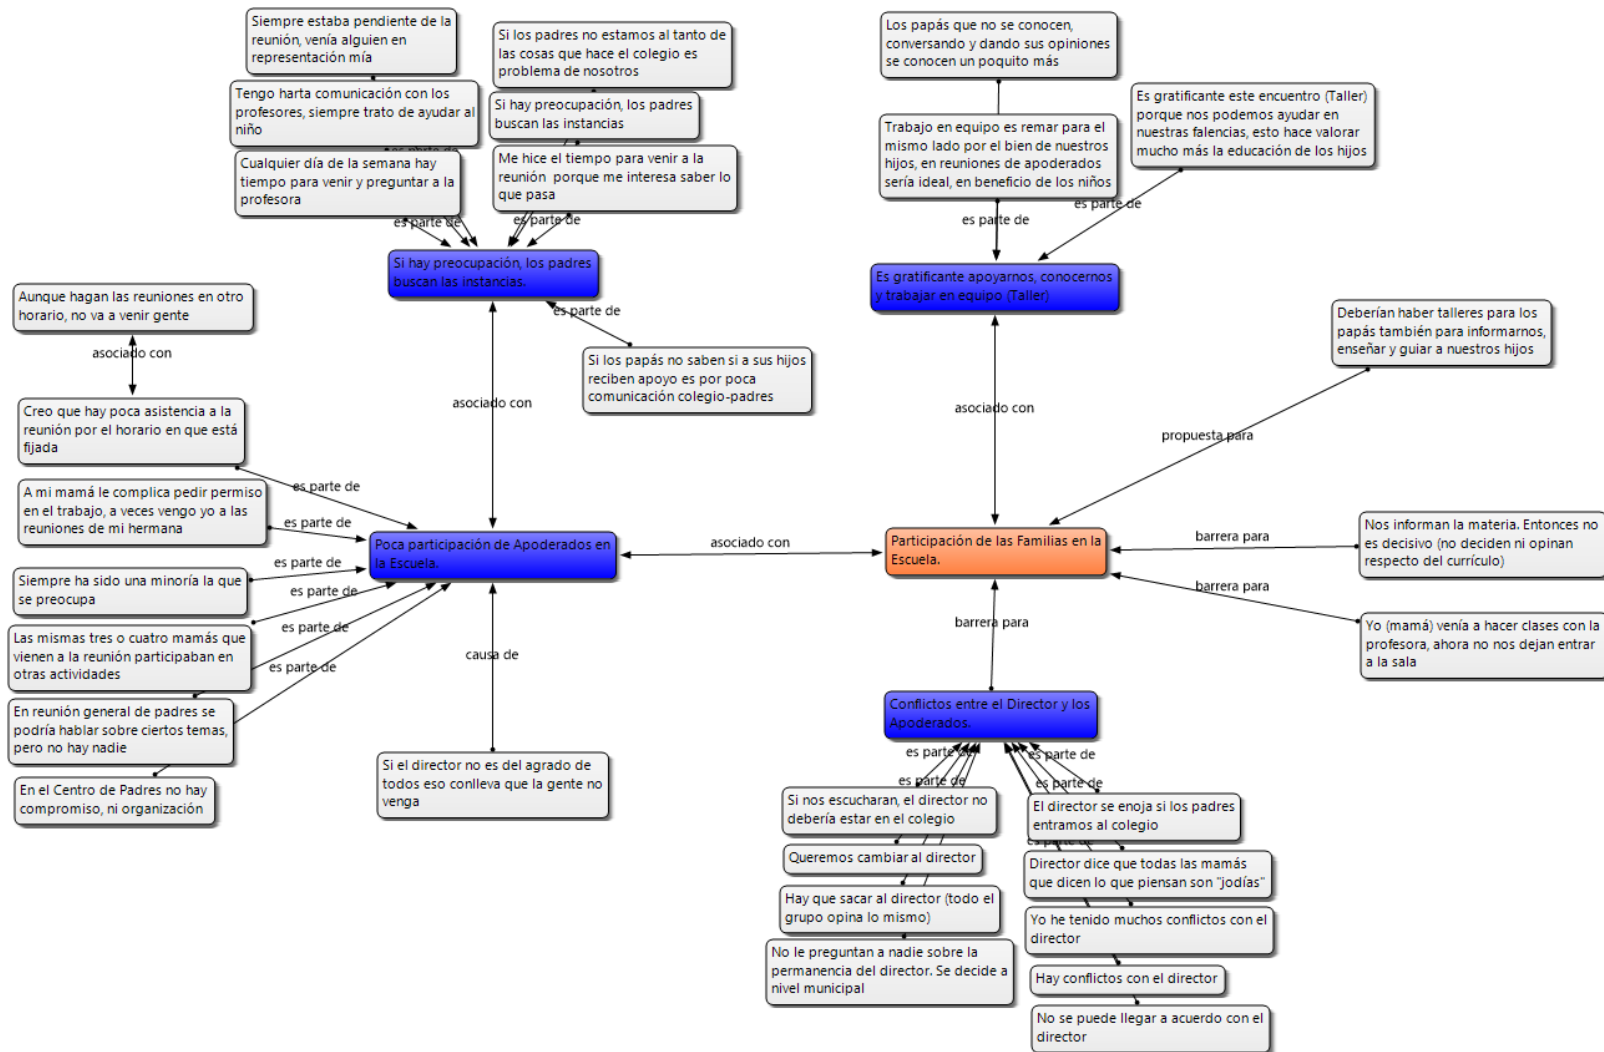 Siempre estaba pendiente de la
reunión, venía alguien en
representación mía
Si los padres no estamos al tanto de
las cosas que hace el colegio es
problema de nosotros
Tengo harta comunicación con los
profesores, siempre trato de ayudar al
niño
Si hay preocupación, los padres
buscan las instancias
es parte de
Cualquier día de la semana hay
tiempo para venir y preguntar a la
profesora
Me hice el tiempo para venir a la
reunión porque me interesa saber lo
que pasa
es parte de
es parte de
Si hay preocupación, los padres
buscan las instancias.
es parte de
Si los papás no saben si a sus hijos
reciben apoyo es por poca
comunicación colegio-padres
Los papás que no se conocen,
conversando y dando sus opiniones
se conocen un poquito más
Trabajo en equipo es remar para el
mismo lado por el bien de nuestros
hijos, en reuniones de apoderados
sería ideal, en beneficio de los niños
Es gratificante este encuentro (Taller)
porque nos podemos ayudar en
nuestras falencias, esto hace valorar
mucho más la educación de los hijos
es parte de
es parte de
Es gratificante apoyarnos, conocernos
y trabajar en equipo (Taller)
Deberían haber talleres para los
papás también para informarnos,
enseñar y guiar a nuestros hijos
asociado con
propuesta para
Aunque hagan las reuniones en otro
horario, no va a venir gente
asociado con
Creo que hay poca asistencia a la
reunión por el horario en que está
fijada
asociado con
es parte de
A mi mamá le complica pedir permiso
en el trabajo, a veces vengo yo a las
reuniones de mi hermana
es parte de
Poca participación de Apoderados en
la Escuela.
asociado con
Participación de las Familias en la
Escuela.
barrera para
Nos informan la materia. Entonces no
es decisivo (no deciden ni opinan
respecto del currículo)
barrera para
Yo (mamá) venía a hacer clases con la
profesora, ahora no nos dejan entrar
a la sala
es parte de
Siempre ha sido una minoría la que
se preocupa
es parte de
Las mismas tres o cuatro mamás que
vienen a la reunión participaban en
otras actividades
es parte de
es parte de
En reunión general de padres se
podría hablar sobre ciertos temas,
pero no hay nadie
En el Centro de Padres no hay
compromiso, ni organización
causa de
Si el director no es del agrado de
todos eso conlleva que la gente no
venga
barrera para
Conflictos entre el Director y los
Apoderados.
es parte de
es parte de
es parte de
es parte de
es parte de
Si nos escucharan, el director no
debería estar en el colegio
Queremos cambiar al director
Hay que sacar al director (todo el
grupo opina lo mismo)
No le preguntan a nadie sobre la
permanencia del director. Se decide a
nivel municipal
El director se enoja si los padres
entramos al colegio
Director dice que todas las mamás
que dicen lo que piensan son "jodías"
Yo he tenido muchos conflictos con el
director
Hay conflictos con el director
No se puede llegar a acuerdo con el
director